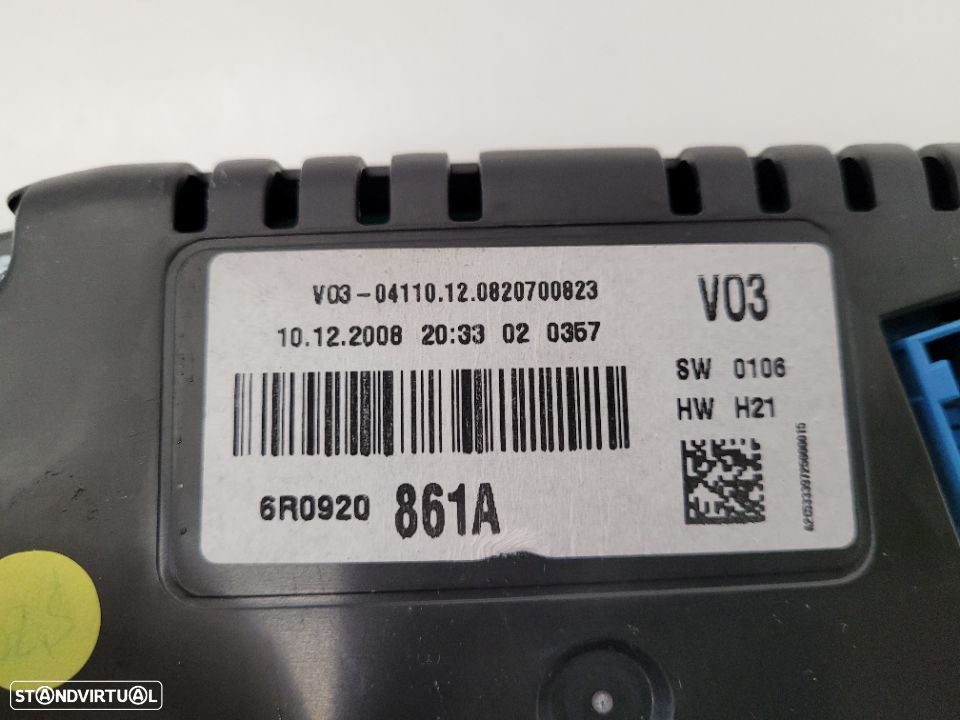 V03-04110.12.0820700823
V03
10.12.2008 20:33 02 0357
SW 0106
HW H21
6R0920 861A
STANDVIRTUAL